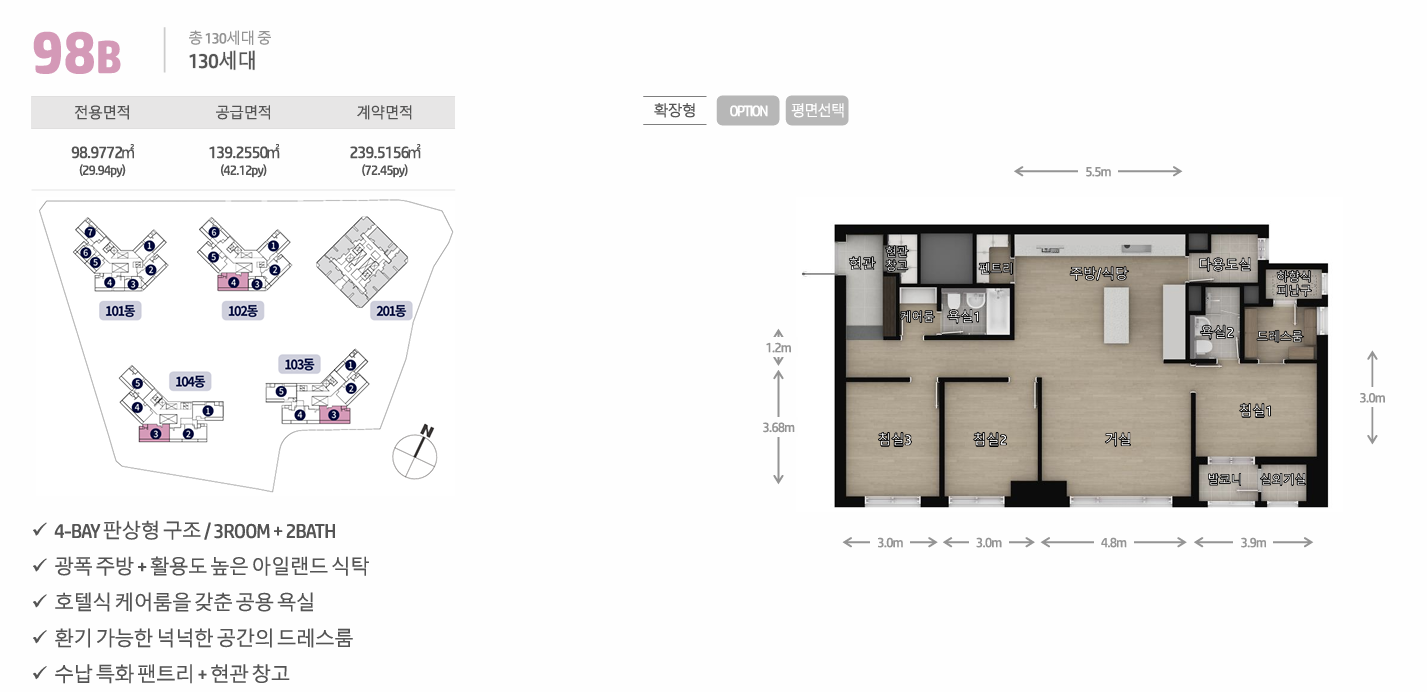 98B
총 130세대 중
130세대
전용면적 공급면적 계약면적
98.9772㎡ 139.2550㎡ 239.5156㎡
(29.94py) (42.12py) (72.45py)
7
6
5
4
3
2
1
101동
6
5
4
3
2
1
102동
201동
5
4
3
2
1
104동
103동
5
4
3
2
1
N
✓ 4-BAY 판상형 구조 / 3ROOM + 2BATH
✓ 광폭 주방 + 활용도 높은 아일랜드 식탁
✓ 호텔식 케어룸을 갖춘 공용 욕실
✓ 환기 가능한 넉넉한 공간의 드레스룸
✓ 수납 특화 팬트리 + 현관 창고
확장형 OPTION 평면선택
5.5m
현관
현관
창고
펜트리
주방/식당
다용도실
하향식
피난구
케어룸
욕실1
욕실2
드레스룸
1.2m
3.68m
3.0m
침실3
침실2
거실
침실1
발코니
실외기실
3.0m 3.0m 4.8m 3.9m